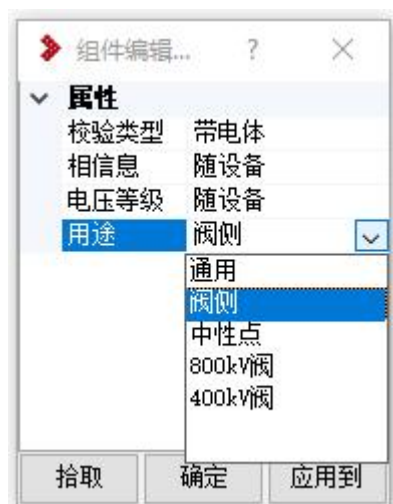 组件编辑... ?
属性
校验类型 带电体
相信息 随设备
电压等级 随设备
用途 阀侧
通用
阀侧
中性点
800kV阀
400kV阀
拾取 确定 应用到